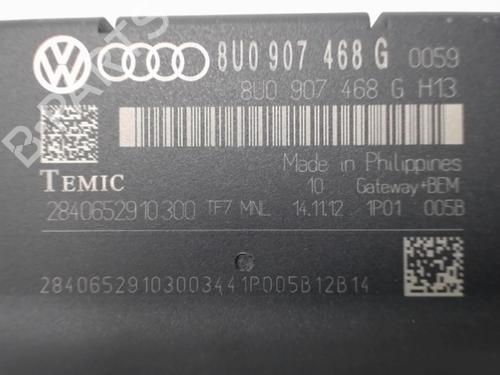 8U0 907 468 G 0059
8U0 907 468 G H13
Made in Philippines
TEMIC 10 Gateway+BEM
2840652910300 TF7 MNL 14.11.12 1P01 005B
28406529103003441P005B12B14